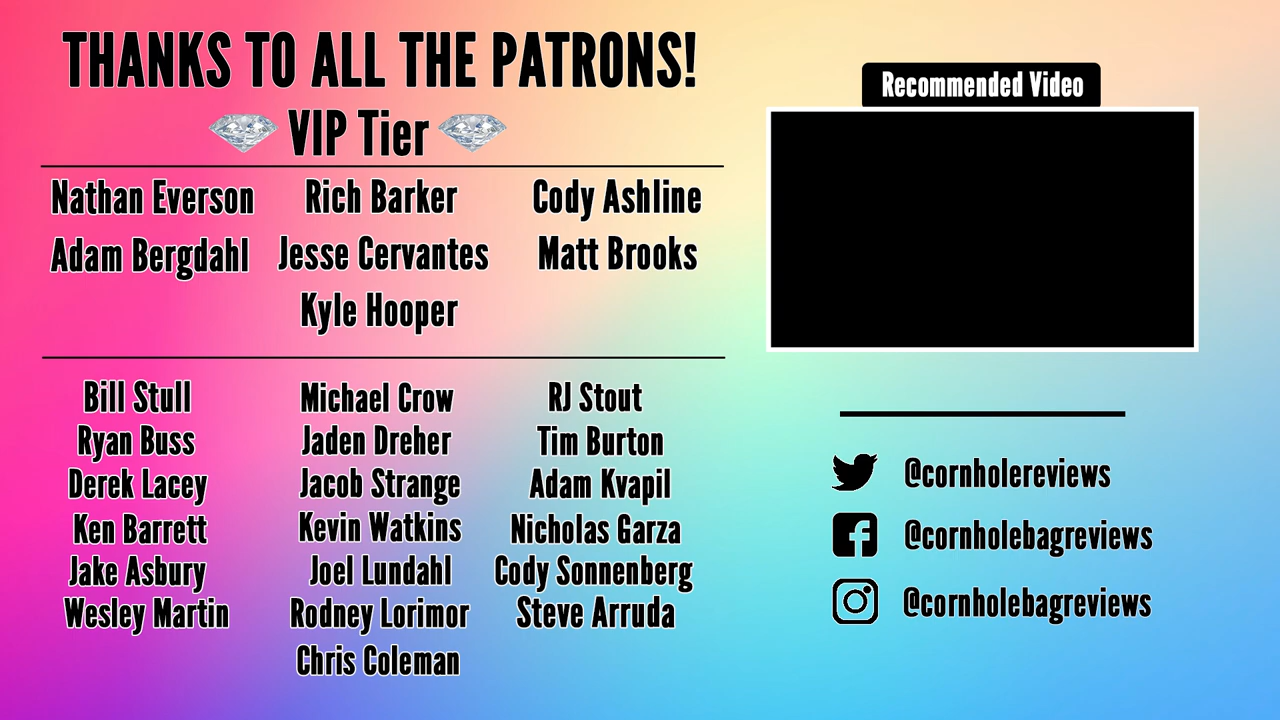 THANKS TO ALL THE PATRONS!
VIP Tier
Nathan Everson Rich Barker Cody Ashline
Adam Bergdahl Jesse Cervantes Matt Brooks
Kyle Hooper
Bill Stull Michael Crow RJ Stout
Ryan Buss Jaden Dreher Tim Burton
Derek Lacey Jacob Strange Adam Kvapil
Ken Barrett Kevin Watkins Nicholas Garza
Jake Asbury Joel Lundahl Cody Sonnenberg
Wesley Martin Rodney Lorimor Steve Arruda
Chris Coleman
Recommended Video
@cornholereviews
@cornholebagreviews
@cornholebagreviews